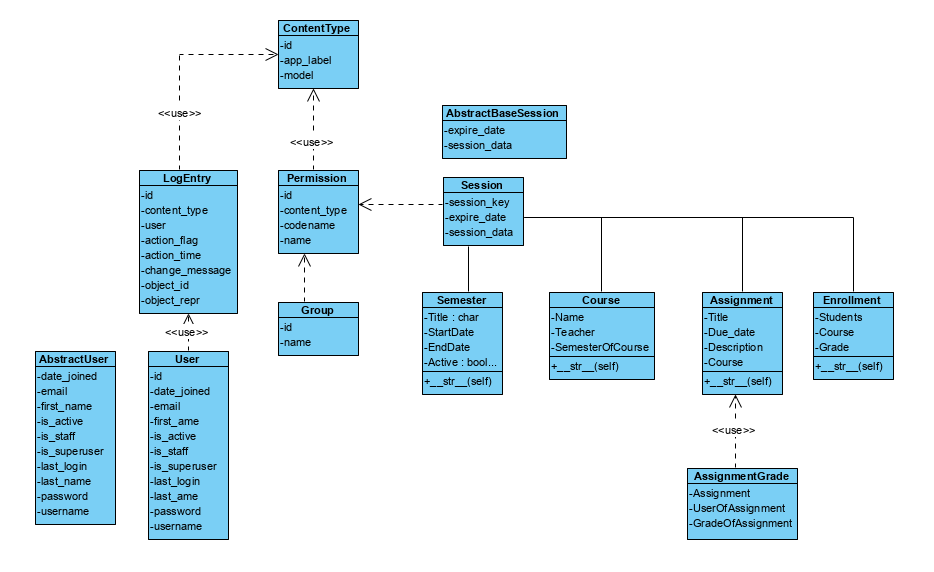 ContentType
-id
-app_label
-model
<<use>>
<<use>>
AbstractBaseSession
-expire_date
-session_data
LogEntry
-id
-content_type
-user
-action_flag
-action_time
-change_message
-object_id
-object_repr
Permission
-id
-content_type
-codename
-name
Session
-session_key
-expire_date
-session_data
Group
-id
-name
Semester
-Title : char
-StartDate
-EndDate
-Active : bool...
+__str__(self)
Course
-Name
-Teacher
-SemesterOfCourse
+__str__(self)
Assignment
-Title
-Due_date
-Description
-Course
+__str__(self)
Enrollment
-Students
-Course
-Grade
+__str__(self)
<<use>>
AbstractUser
-date_joined
-email
-first_name
-is_active
-is_staff
-is_superuser
-last_login
-last_name
-password
-username
User
-id
-date_joined
-email
-first_ame
-is_active
-is_staff
-is_superuser
-last_login
-last_ame
-password
-username
<<use>>
AssignmentGrade
-Assignment
-UserOfAssignment
-GradeOfAssignment